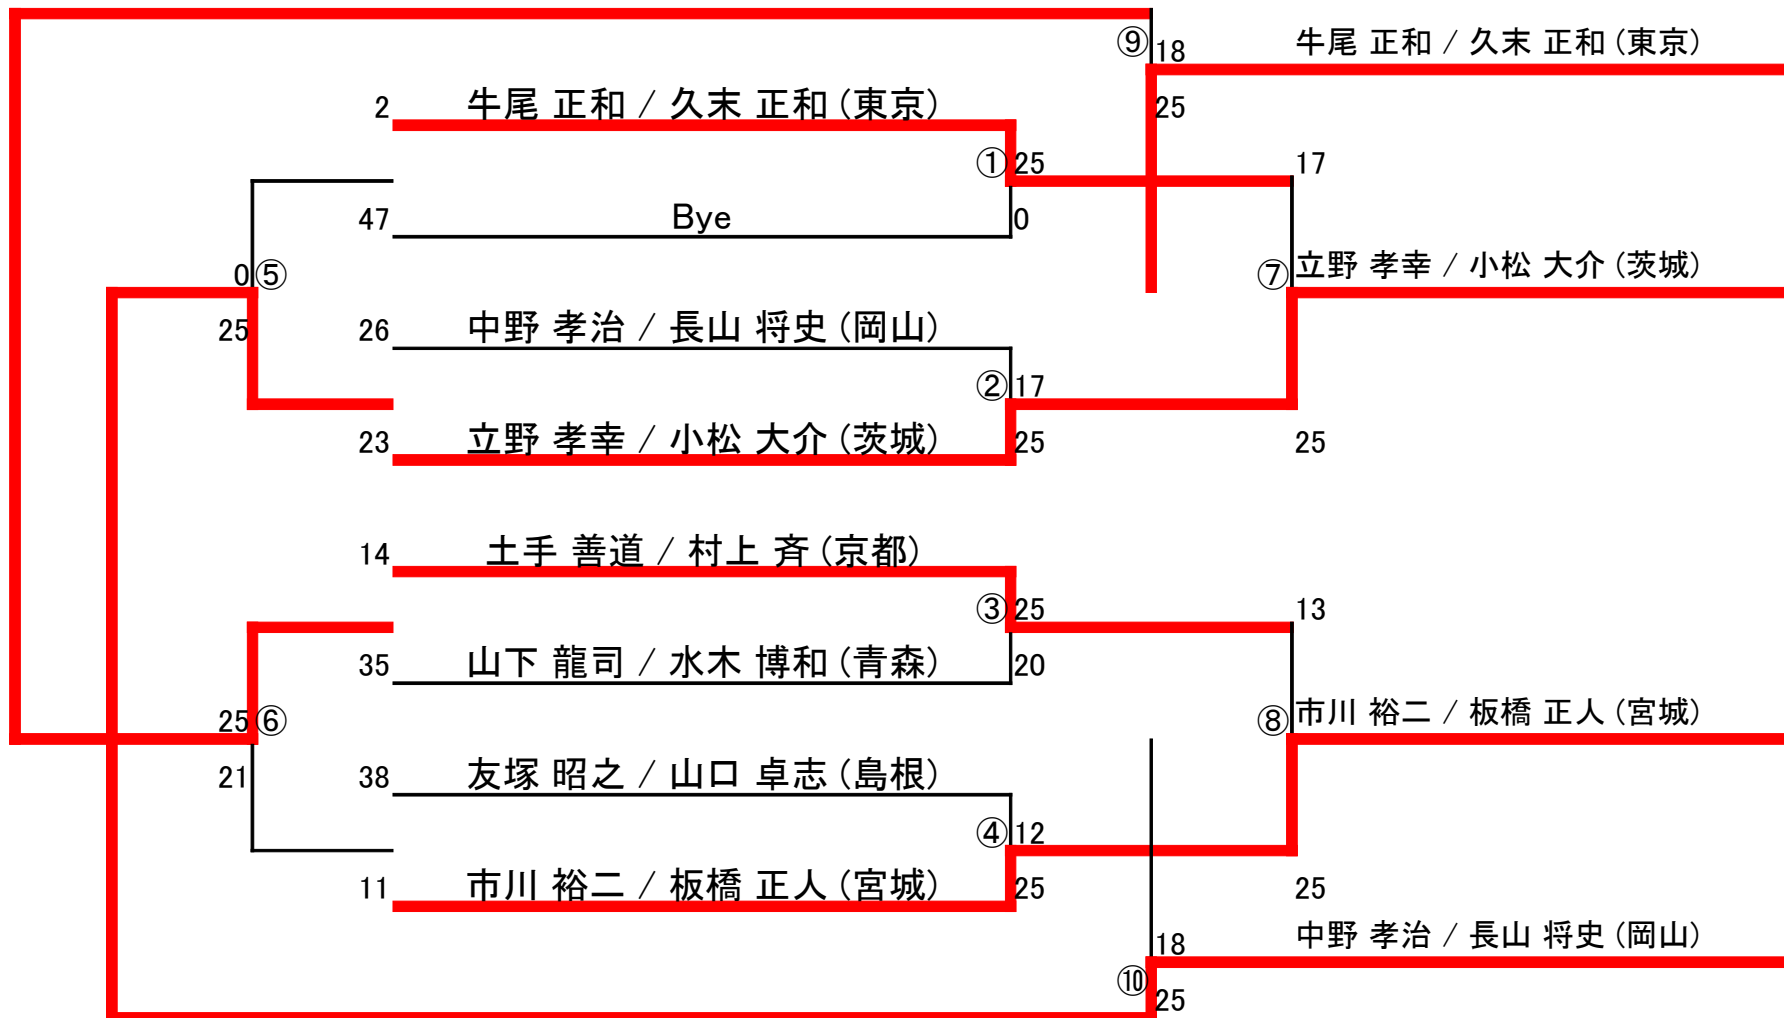 ⑨ 18 牛尾 正和 / 久末 正和 (東京)
2 牛尾 正和 / 久末 正和 (東京) 25
① 25 17
47 Bye 0
0 ⑤ ⑦ 立野 孝幸 / 小松 大介 (茨城)
25 26 中野 孝治 / 長山 将史 (岡山)
② 17
23 立野 孝幸 / 小松 大介 (茨城) 25 25
14 土手 善道 / 村上 斉 (京都)
③ 25 13
35 山下 龍司 / 水木 博和 (青森) 20
25 ⑥ ⑧ 市川 裕二 / 板橋 正人 (宮城)
21 38 友塚 昭之 / 山口 卓志 (島根)
④ 12
11 市川 裕二 / 板橋 正人 (宮城) 25 25
18 中野 孝治 / 長山 将史 (岡山)
⑩ 25